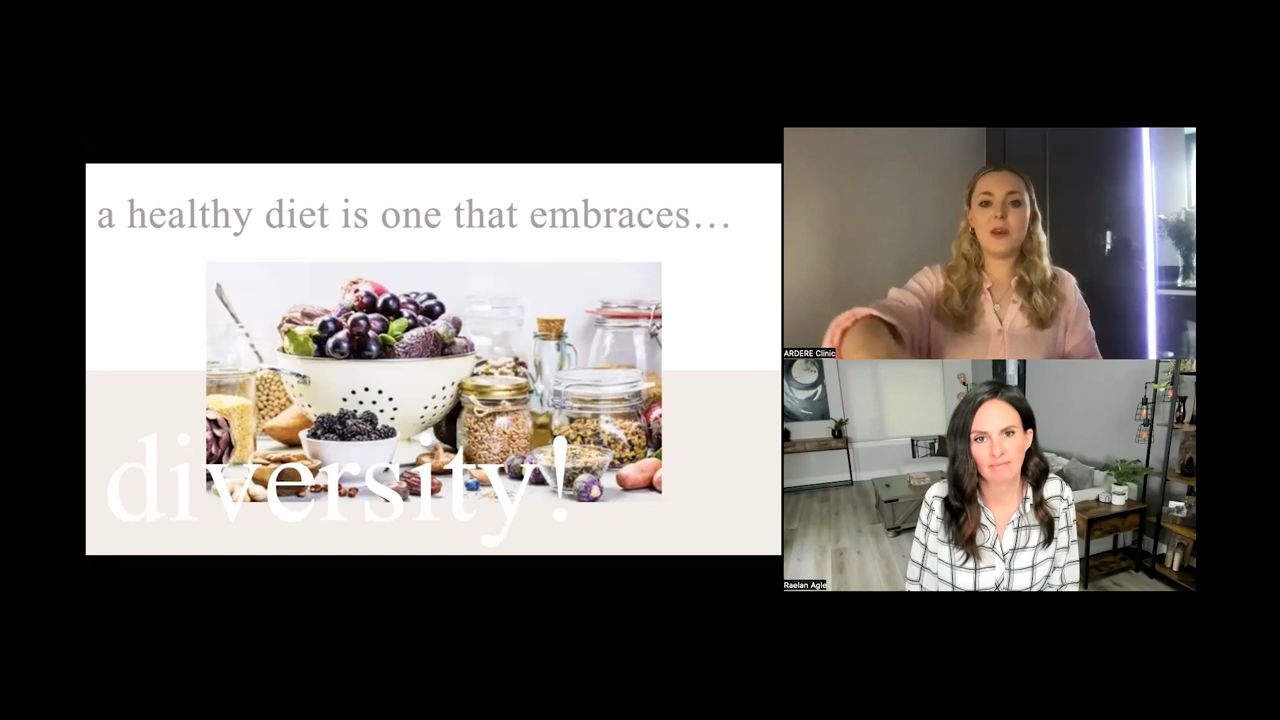 a healthy diet is one that embraces…
diversity!
ARDERE Clinic
Raelan Agle